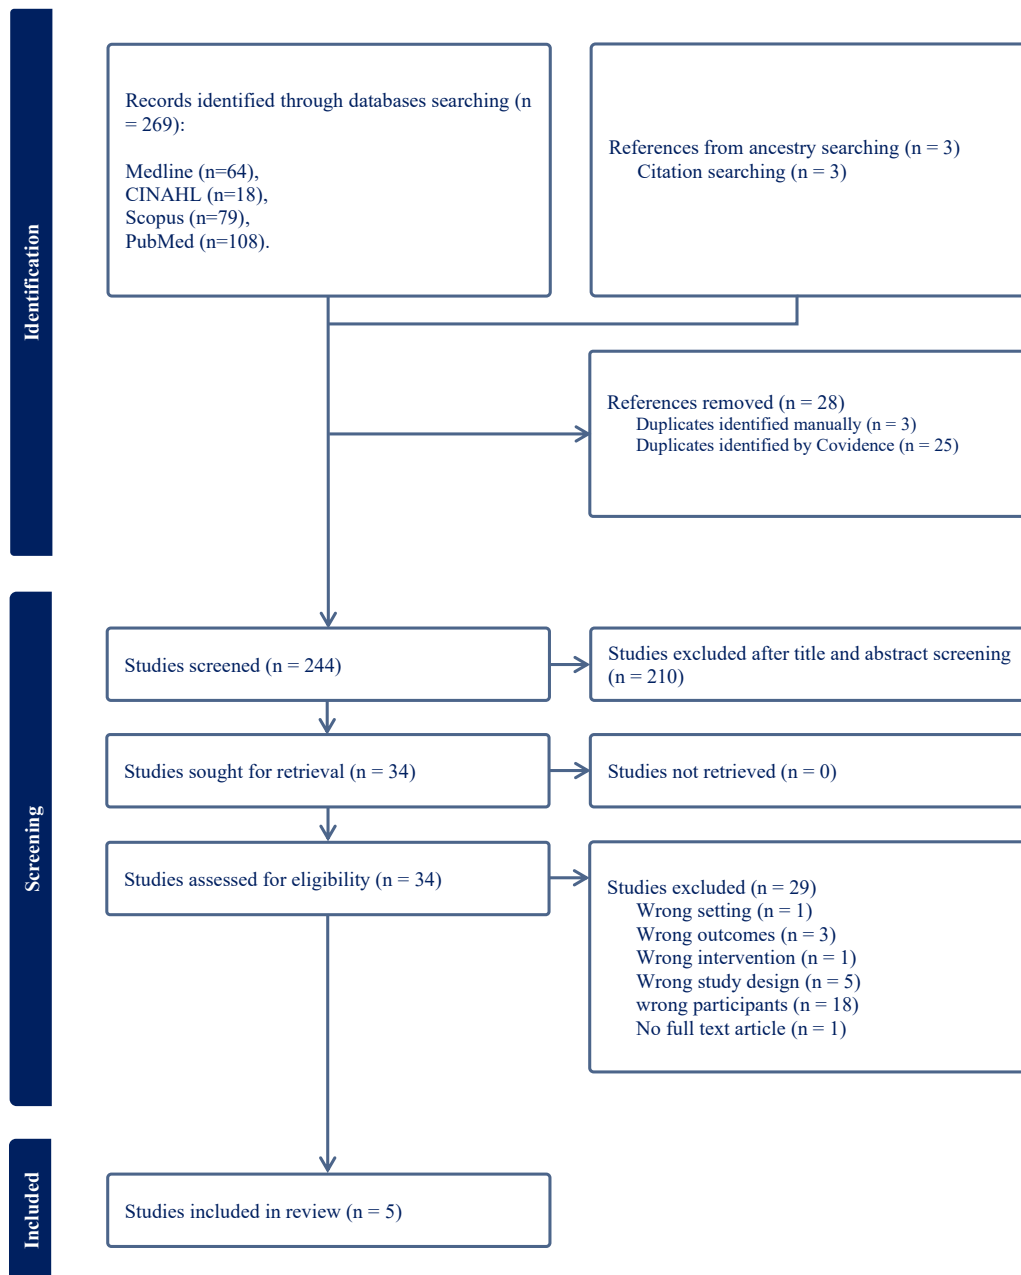 Identification
Records identified through databases searching (n
= 269):
Medline (n=64),
CINAHL (n=18),
Scopus (n=79),
PubMed (n=108).
References from ancestry searching (n = 3)
Citation searching (n = 3)
References removed (n = 28)
Duplicates identified manually (n = 3)
Duplicates identified by Covidence (n = 25)
Screening
Studies screened (n = 244)
Studies excluded after title and abstract screening
(n = 210)
Studies sought for retrieval (n = 34)
Studies not retrieved (n = 0)
Studies assessed for eligibility (n = 34)
Studies excluded (n = 29)
Wrong setting (n = 1)
Wrong outcomes (n = 3)
Wrong intervention (n = 1)
Wrong study design (n = 5)
wrong participants (n = 18)
No full text article (n = 1)
Included
Studies included in review (n = 5)